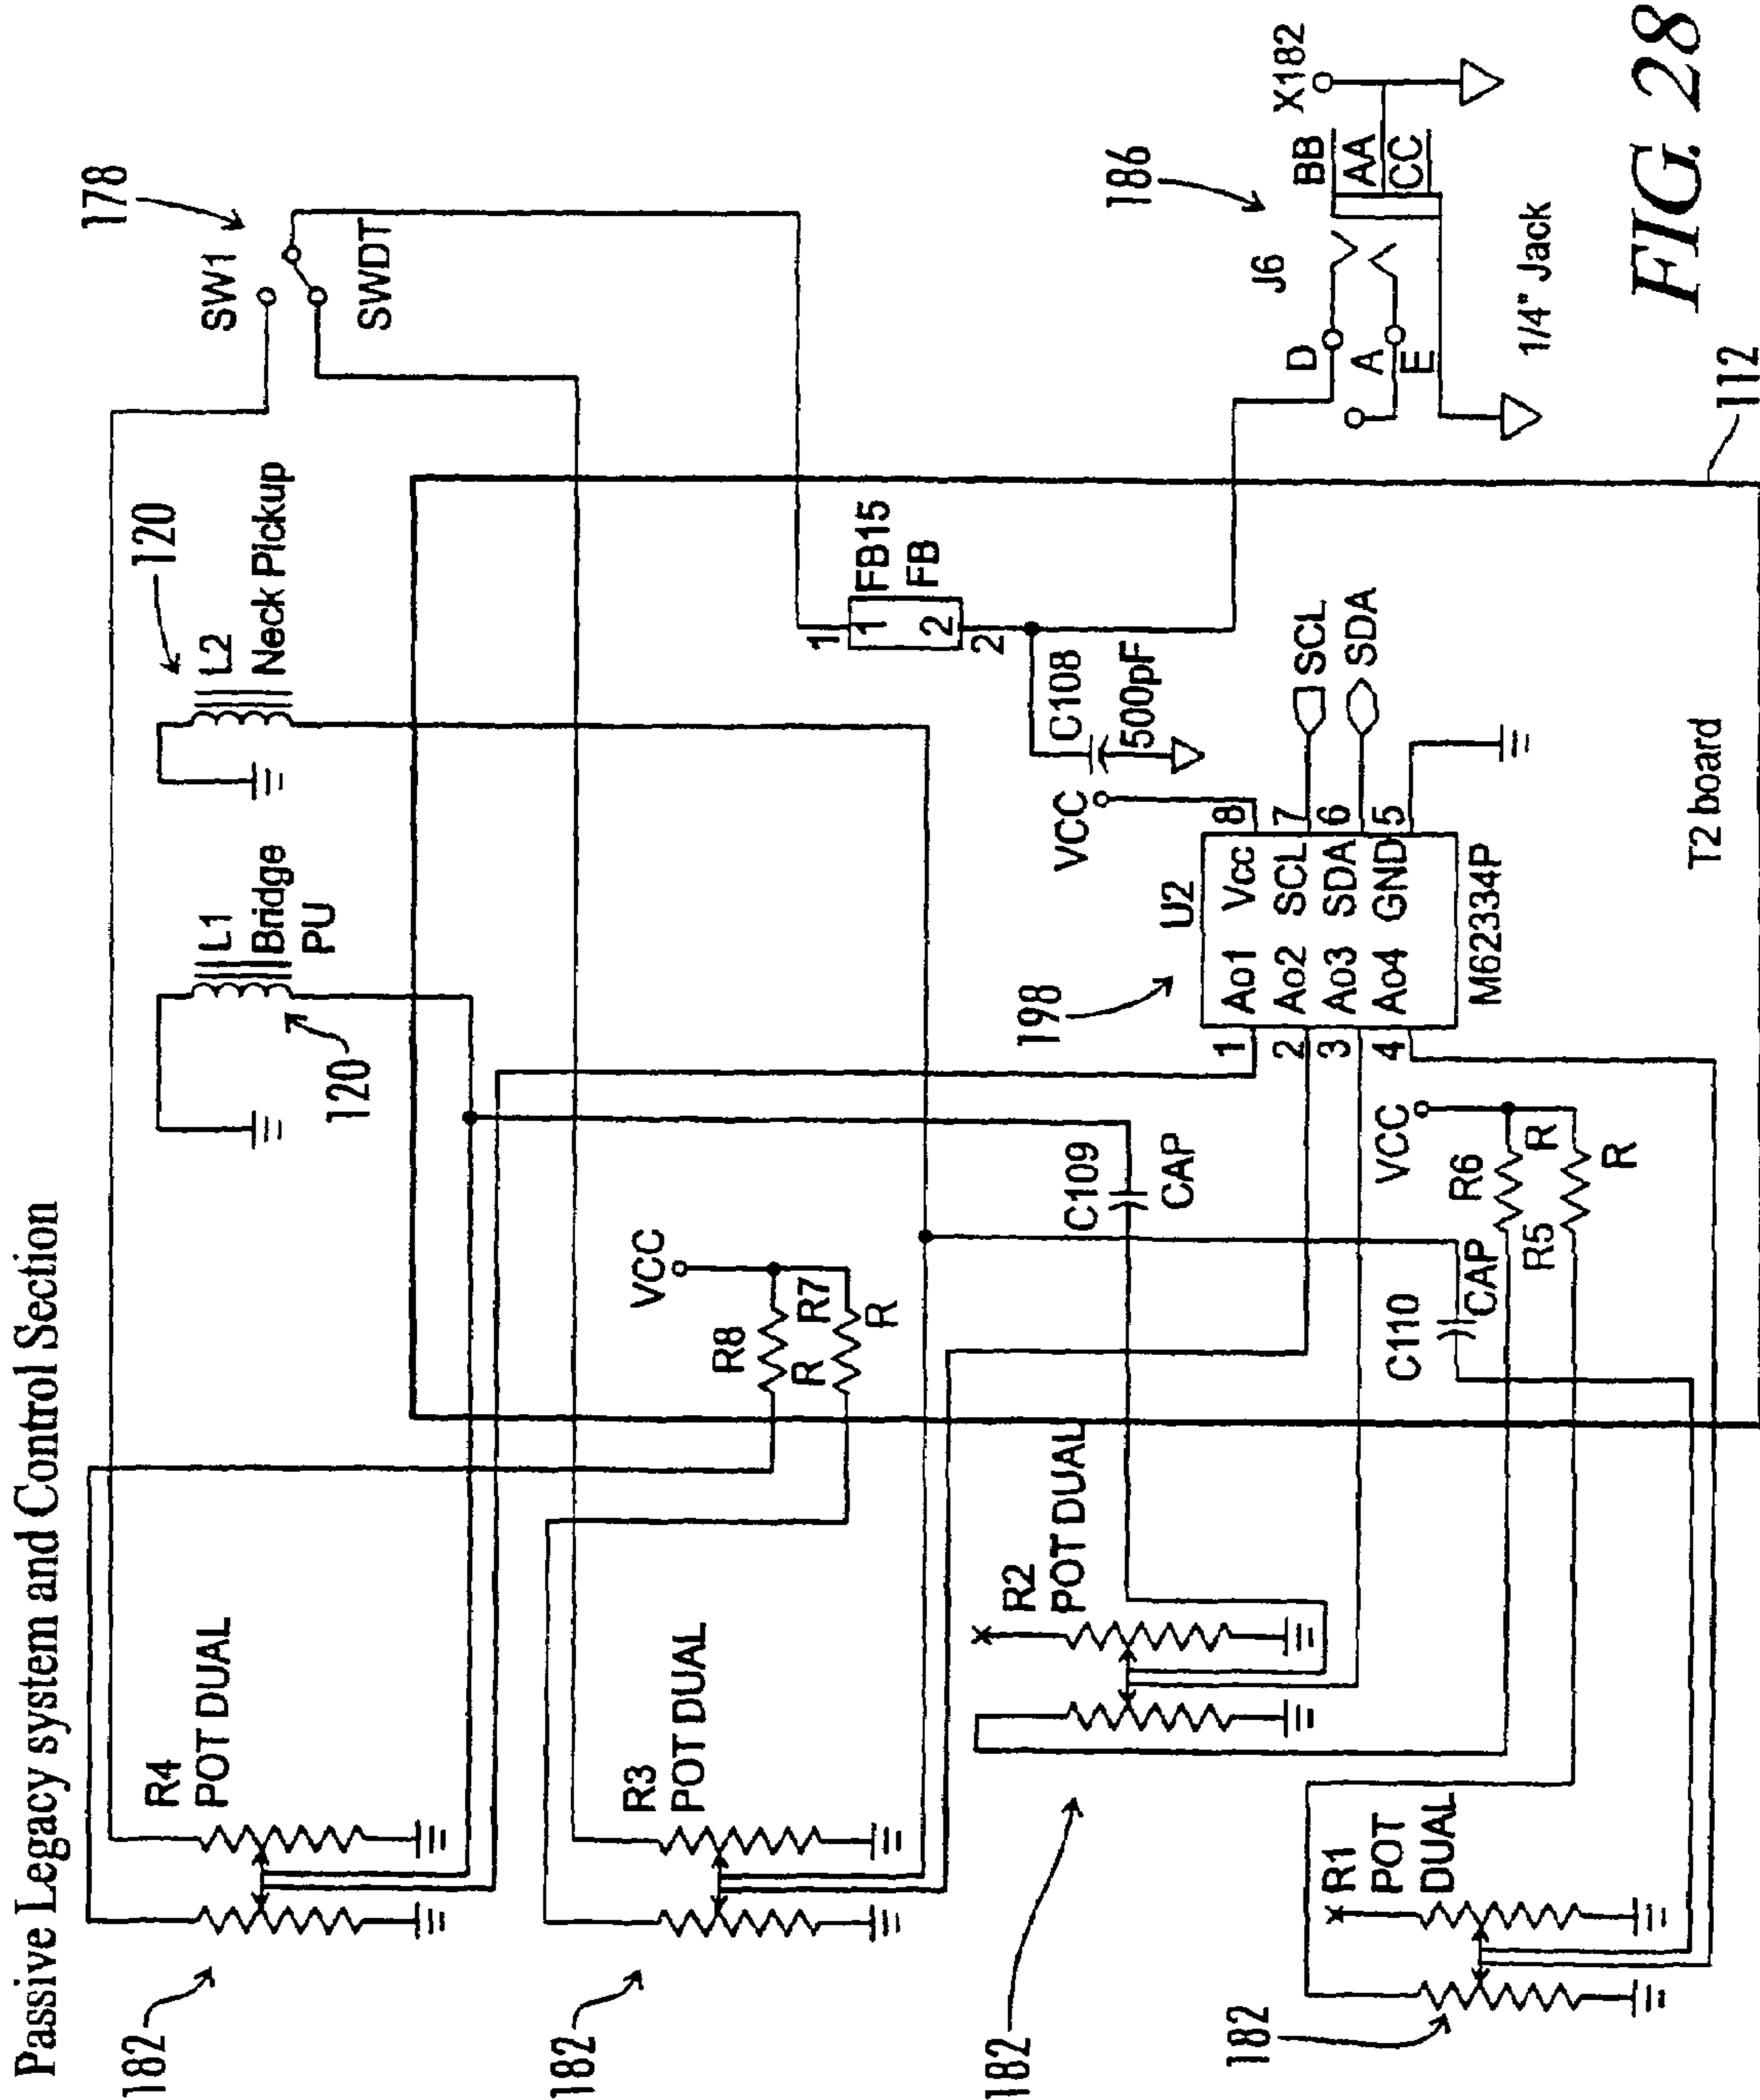 Passive Legacy system and Control Section
182
R4
POT DUAL
120
L1
Bridge
PU
120
L2
Neck Pickup
178
SW1
SWDT
182
R3
POT DUAL
VCC
R8
R
R7
R
1
1
FB15
FB
2
2
182
R2
POT DUAL
C109
CAP
198
U2
VCC
C108
500pF
1
2
3
4
Ao1
Ao2
Ao3
Ao4
Vcc
SCL
SDA
GND
8
7
6
5
M62334P
SCL
SDA
186
J6
D
A
E
BB
AA
CC
X182
1/4" Jack
182
R1
POT
DUAL
C110
CAP
VCC
R6
R
R5
R
T2 board
112
FIG. 28